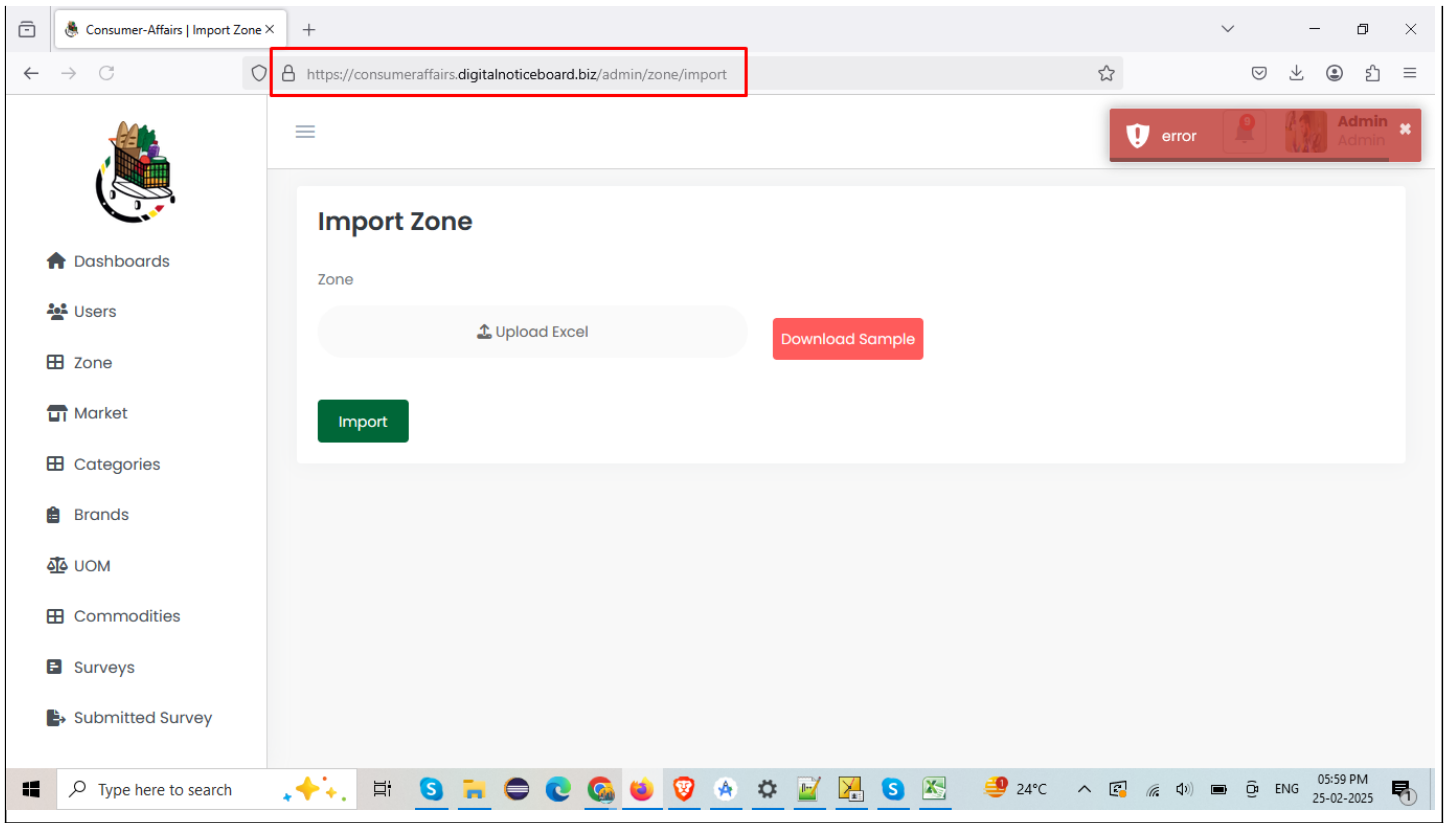 Consumer-Affairs | Import Zone
https://consumeraffairs.digitalnoticeboard.biz/admin/zone/import
error
Admin
Admin
Import Zone
Zone
Upload Excel
Download Sample
Import
Dashboards
Users
Zone
Market
Categories
Brands
UOM
Commodities
Surveys
Submitted Survey
Type here to search
24°C
ENG
05:59 PM
25-02-2025
1